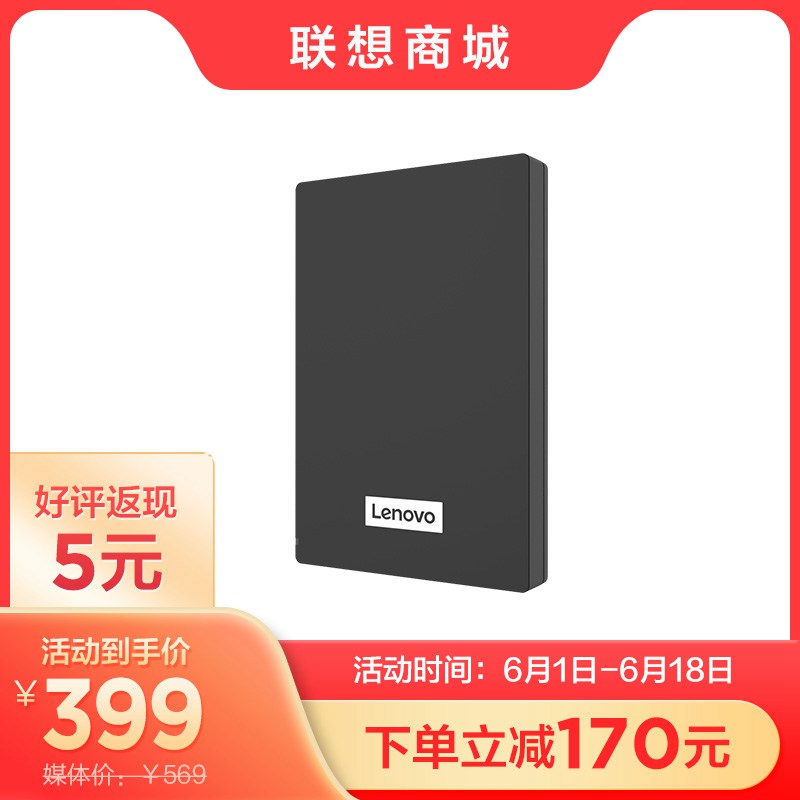 联想商城
Lenovo
好评返现
5元
活动到手价
¥399
媒体价：¥569
活动时间：6月1日-6月18日
下单立减170元